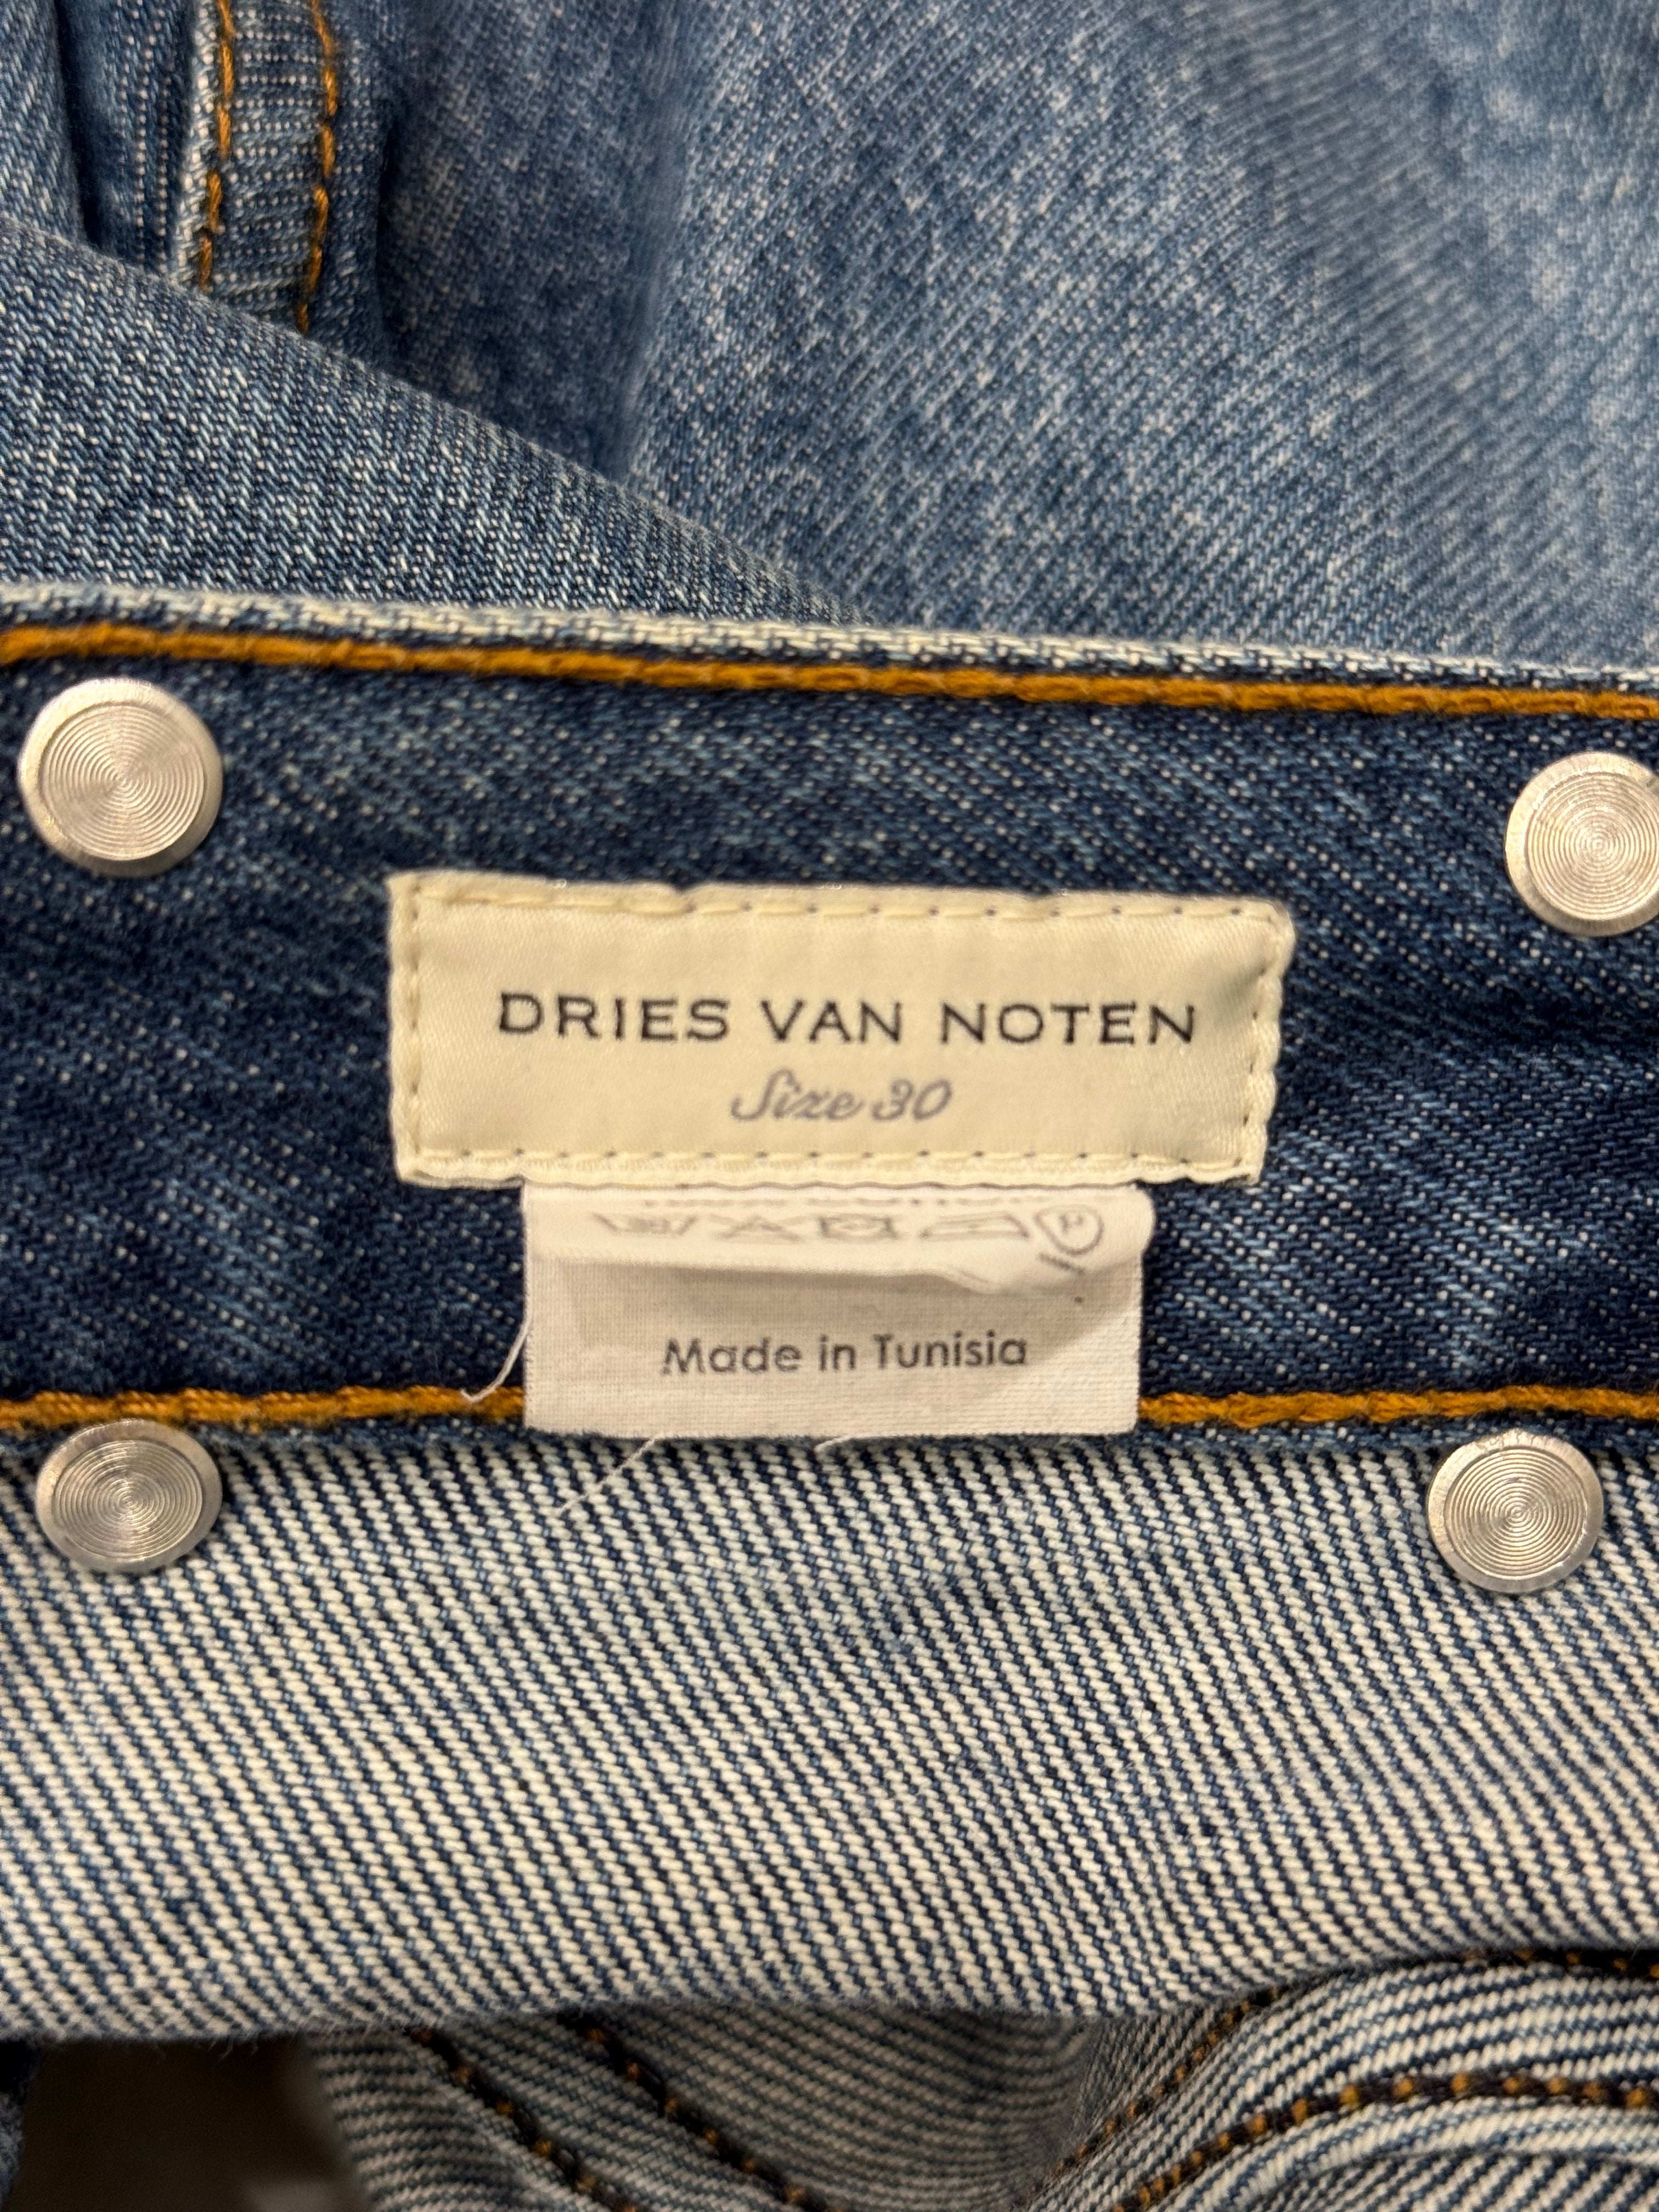 DRIES VAN NOTEN
Size 30
Made in Tunisia